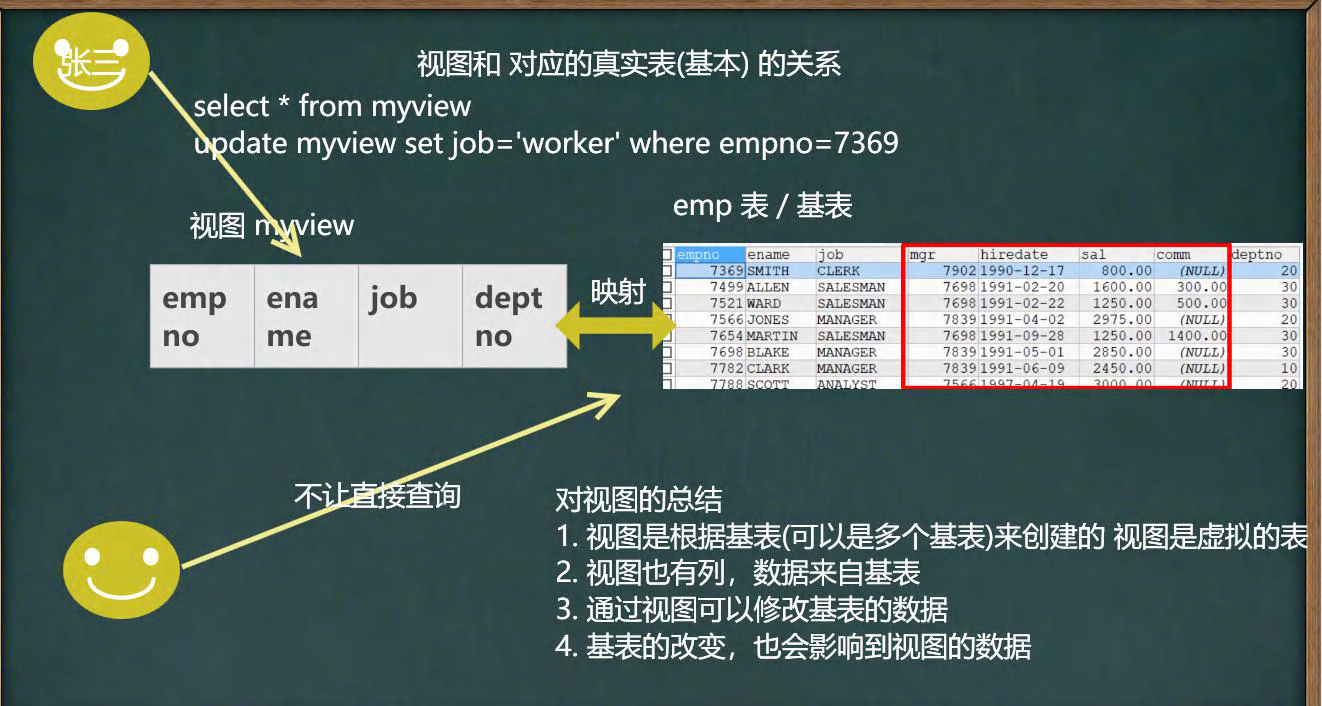 张三
视图和 对应的真实表(基本) 的关系
select * from myview
update myview set job='worker' where empno=7369
视图 myview
emp 表 / 基表
emp
no
ena
me
job
dept
no
映射
empno ename job mgr hiredate sal comm deptno
7369 SMITH CLERK 7902 1990-12-17 800.00 (NULL) 20
7499 ALLEN SALESMAN 7698 1991-02-20 1600.00 300.00 30
7521 WARD SALESMAN 7698 1991-02-22 1250.00 500.00 30
7566 JONES MANAGER 7839 1991-04-02 2975.00 (NULL) 20
7654 MARTIN SALESMAN 7698 1991-09-28 1250.00 1400.00 30
7698 BLAKE MANAGER 7839 1991-05-01 2850.00 (NULL) 30
7782 CLARK MANAGER 7839 1991-06-09 2450.00 (NULL) 10
7788 SCOTT ANALYST 7566 1997-04-19 3000.00 (NULL) 20
不让直接查询
对视图的总结
1. 视图是根据基表(可以是多个基表)来创建的 视图是虚拟的表
2. 视图也有列，数据来自基表
3. 通过视图可以修改基表的数据
4. 基表的改变，也会影响到视图的数据